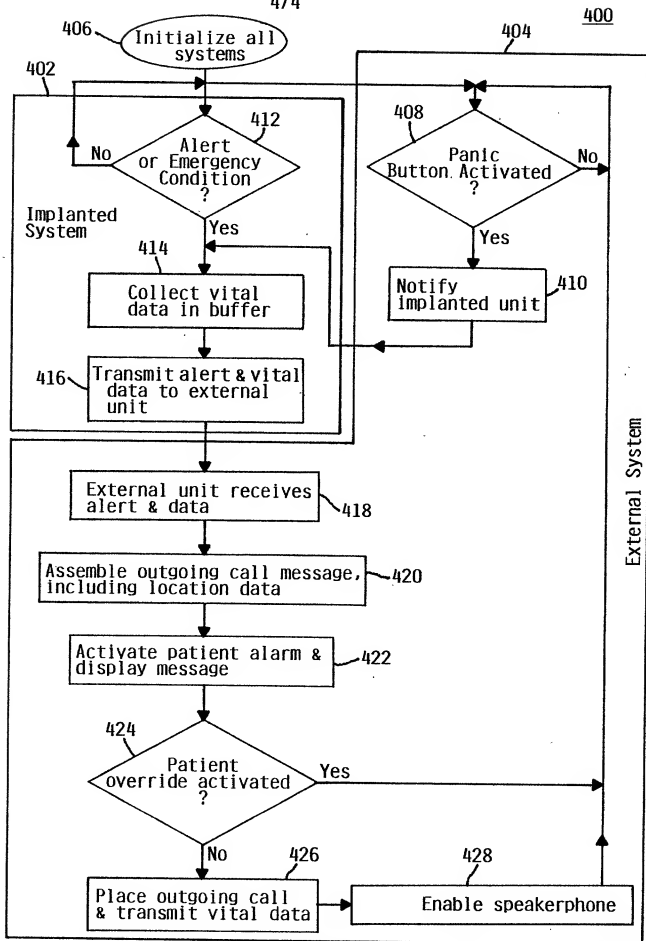 4/4
400
406
Initialize all
systems
404
402
412
Alert
or Emergency
Condition
?
No
Yes
Implanted
System
408
Panic
Button Activated
?
No
Yes
414
Collect vital
data in buffer
Notify
implanted unit
410
416
Transmit alert & vital
data to external
unit
External System
External unit receives
alert & data
418
Assemble outgoing call message,
including location data
420
Activate patient alarm &
display message
422
424
Patient
override activated
?
Yes
No
426
Place outgoing call
& transmit vital data
428
Enable speakerphone